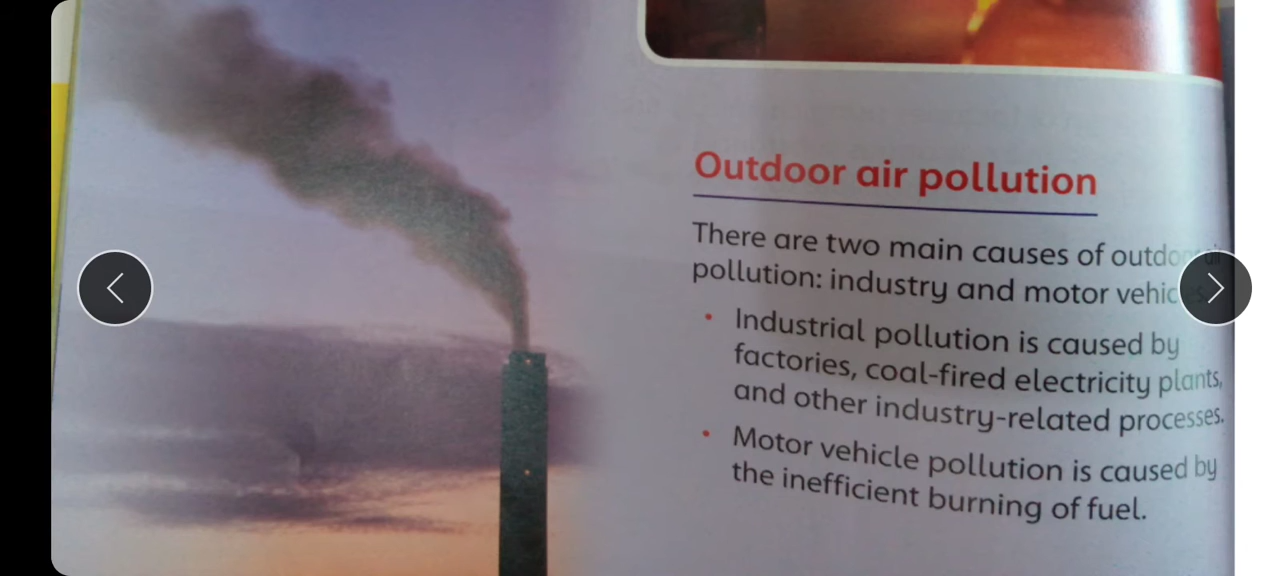 Outdoor air pollution
There are two main causes of outdoor air
pollution: industry and motor
Industrial pollution is caused by
factories, coal-fired electricity plants,
and other industry-related processes.
Motor vehicle pollution is caused by
the inefficient burning of fuel.